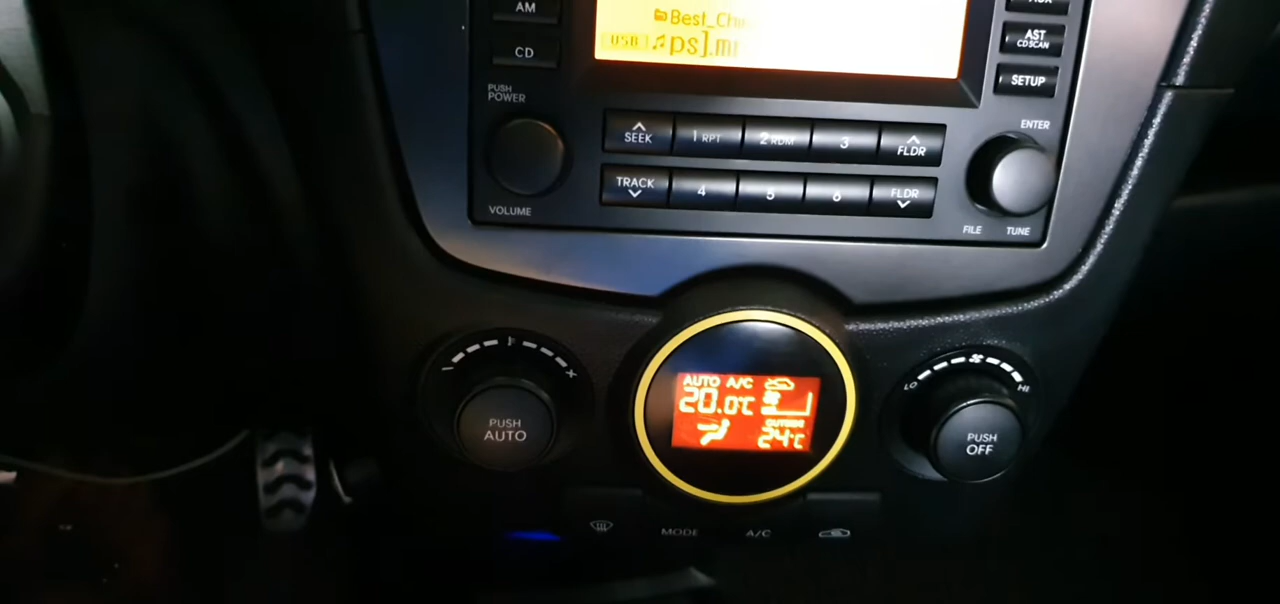 AM
Best_Ch
USB ps].m
AST
CD SCAN
CD
SETUP
PUSH
POWER
ENTER
SEEK 1 RPT 2 RDM 3 FLDR
TRACK 4 5 6 FLDR
VOLUME
FILE TUNE
AUTO A/C
20.0°C
OUTSIDE
24°C
LO HI
PUSH
AUTO
PUSH
OFF
MODE A/C